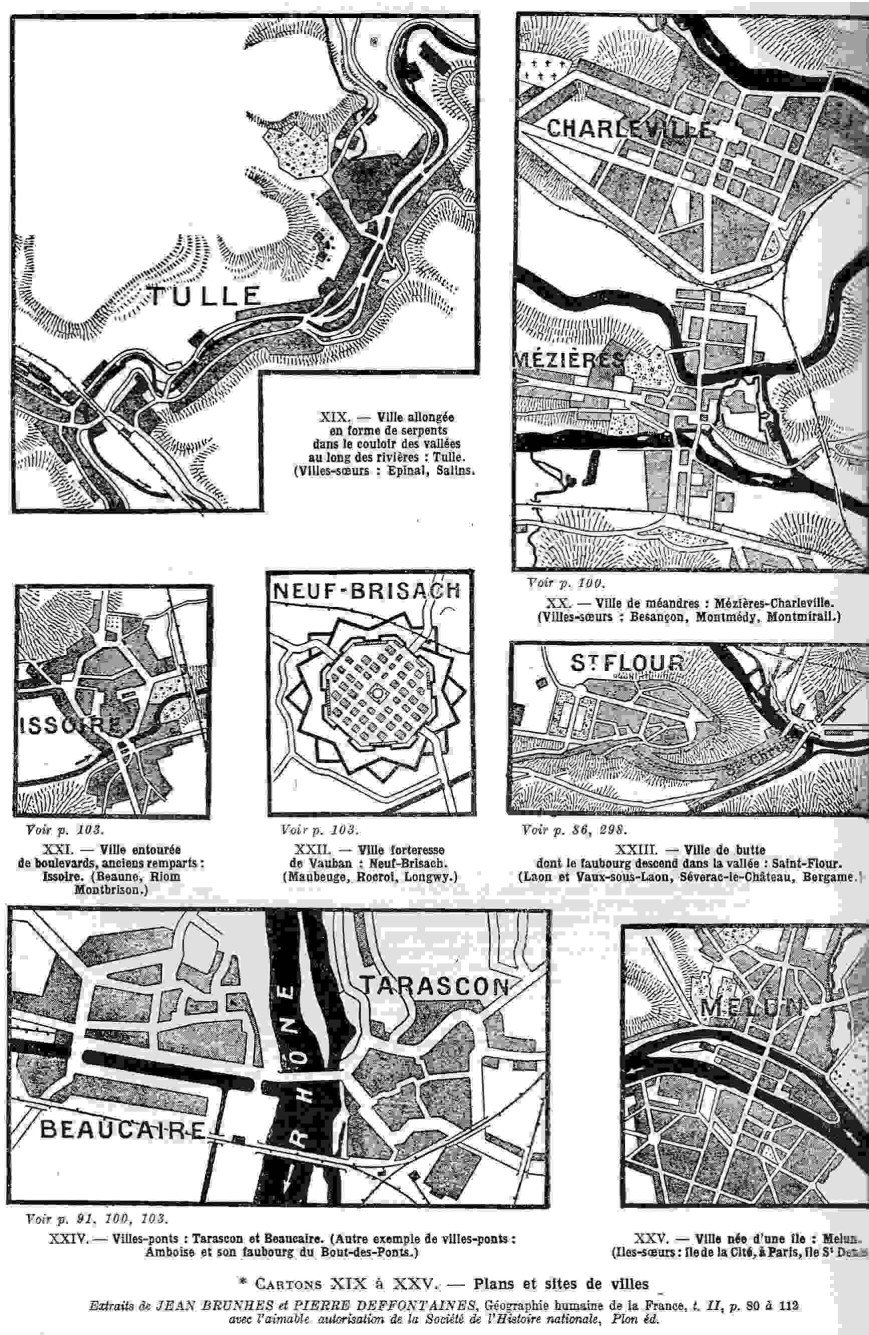 TULLE
XIX. — Ville allongée
en forme de serpents
dans le couloir des vallées
au long des rivières : Tulle.
(Villes-sœurs : Epinal, Salins.
CHARLEVILLE
MÉZIÈRES
Voir p. 100.
XX. — Ville de méandres : Mézières-Charleville.
(Villes-sœurs : Besançon, Montmédy, Montmirail.)
ISSOIRE
Voir p. 103.
XXI. — Ville entourée
de boulevards, anciens remparts :
Issoire. (Beaune, Riom
Montbrison.)
NEUF-BRISACH
Voir p. 103.
XXII. — Ville forteresse
de Vauban : Neuf-Brisach.
(Maubeuge, Rocroi, Longwy.)
ST FLOUR
Ste Christine
Voir p. 86, 298.
XXIII. — Ville de butte
dont le faubourg descend dans la vallée : Saint-Flour.
(Laon et Vaux-sous-Laon, Séverac-le-Château, Bergame.)
TARASCON
RHÔNE
BEAUCAIRE
Voir p. 91, 100, 103.
XXIV. — Villes-ponts : Tarascon et Beaucaire. (Autre exemple de villes-ponts :
Amboise et son faubourg du Bout-des-Ponts.)
MELUN
XXV. — Ville née d'une île : Melun.
(Iles-sœurs : île de la Cité, à Paris, île St
* CARTONS XIX à XXV. — Plans et sites de villes
Extraits de JEAN BRUNHES et PIERRE DEFFONTAINES, Géographie humaine de la France, t. II, p. 80 à 112
avec l'aimable autorisation de la Société de l'Histoire nationale, Plon éd.